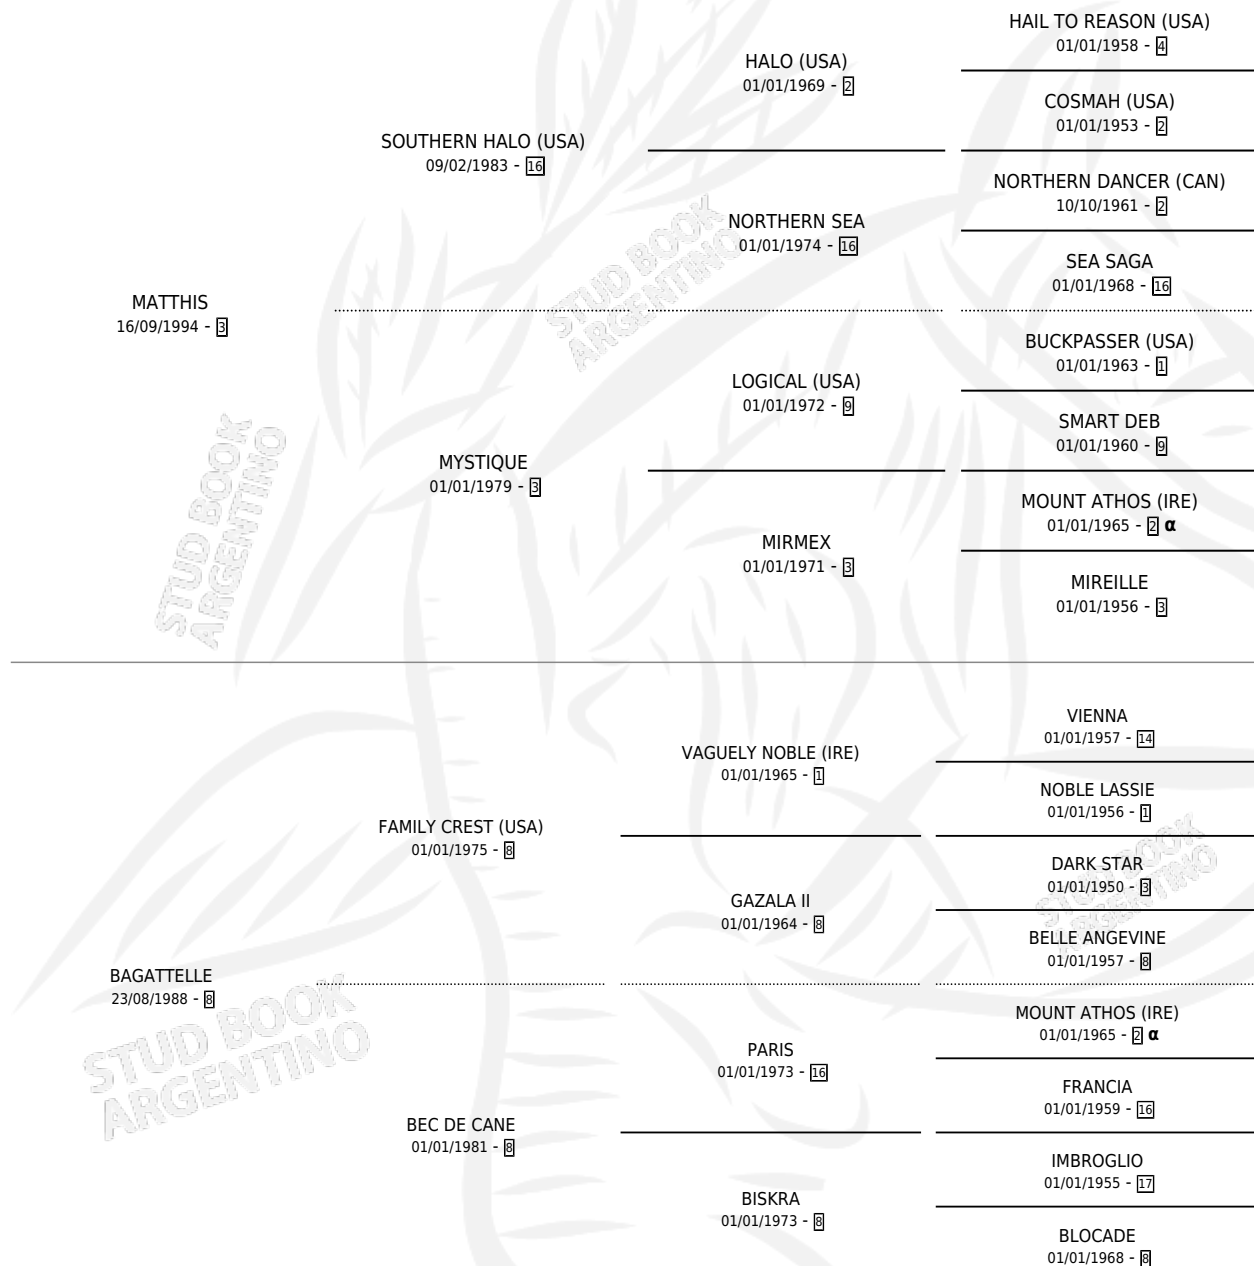 HAIL TO REASON (USA)
01/01/1958 - 4
HALO (USA)
01/01/1969 - 2
COSMAH (USA)
01/01/1953 - 2
SOUTHERN HALO (USA)
09/02/1983 - 16
NORTHERN DANCER (CAN)
10/10/1961 - 2
NORTHERN SEA
01/01/1974 - 16
SEA SAGA
01/01/1968 - 16
MATTHIS
16/09/1994 - 3
BUCKPASSER (USA)
01/01/1963 - 1
LOGICAL (USA)
01/01/1972 - 9
SMART DEB
01/01/1960 - 9
MYSTIQUE
01/01/1979 - 3
MOUNT ATHOS (IRE)
01/01/1965 - 2 α
MIRMEX
01/01/1971 - 3
MIREILLE
01/01/1956 - 3
VIENNA
01/01/1957 - 14
VAGUELY NOBLE (IRE)
01/01/1965 - 1
NOBLE LASSIE
01/01/1956 - 1
FAMILY CREST (USA)
01/01/1975 - 8
DARK STAR
01/01/1950 - 3
GAZALA II
01/01/1964 - 8
BELLE ANGEVINE
01/01/1957 - 8
BAGATTELLE
23/08/1988 - 8
MOUNT ATHOS (IRE)
01/01/1965 - 2 α
PARIS
01/01/1973 - 16
FRANCIA
01/01/1959 - 16
BEC DE CANE
01/01/1981 - 8
IMBROGLIO
01/01/1955 - 17
BISKRA
01/01/1973 - 8
BLOCADE
01/01/1968 - 8
STUD BOOK
ARGENTINO
STUD BOOK
ARGENTINO
STUD BOOK
ARGENTINO
STUD BOOK
ARGENTINO